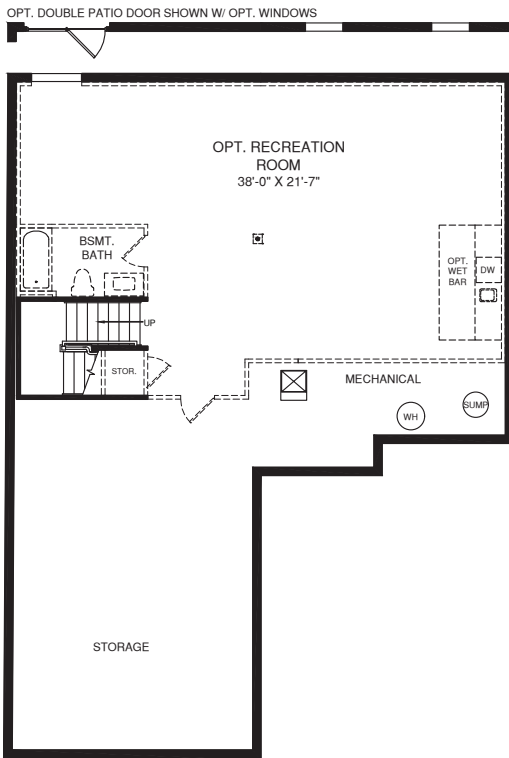 OPT. DOUBLE PATIO DOOR SHOWN W/ OPT. WINDOWS
OPT. RECREATION
ROOM
38'-0" X 21'-7"
BSMT.
BATH
OPT.
WET
BAR
DW
UP
STOR.
MECHANICAL
WH
SUMP
STORAGE